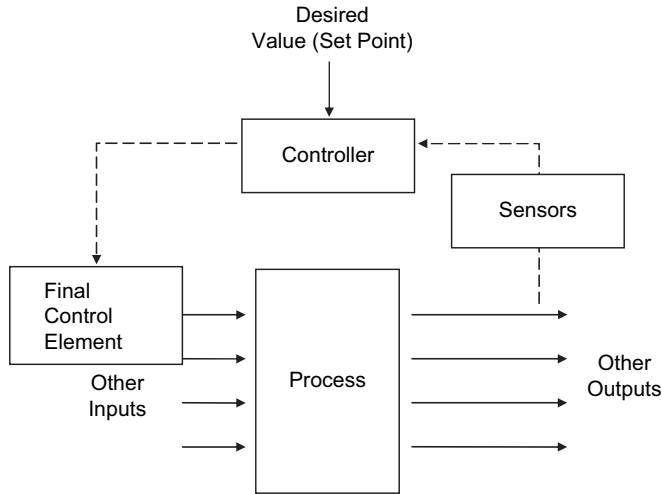 Desired
Value (Set Point)
Controller
Sensors
Final
Control
Element
Other
Inputs
Process
Other
Outputs